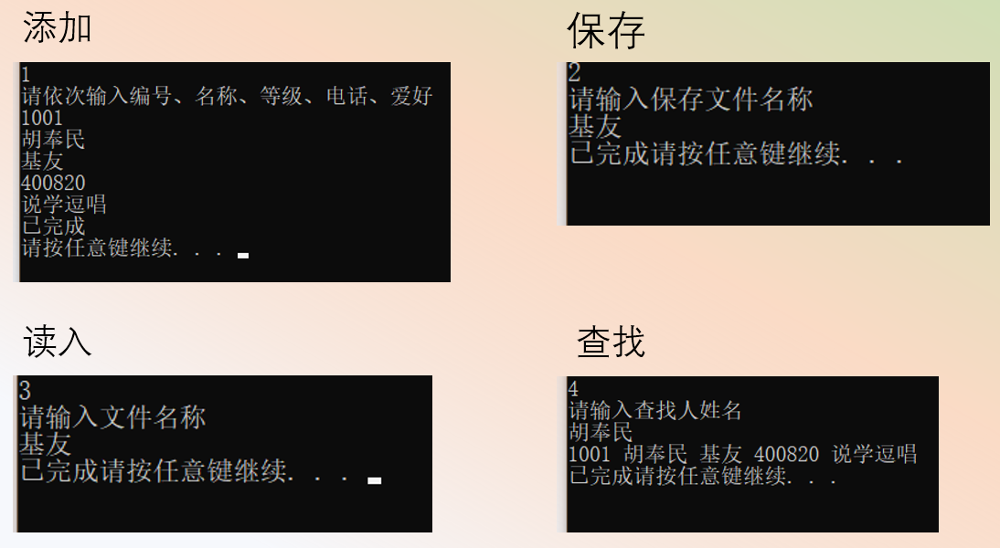 添加
1
请依次输入编号、名称、等级、电话、爱好
1001
胡奉民
基友
400820
说学逗唱
已完成
请按任意键继续. . .
保存
2
请输入保存文件名称
基友
已完成请按任意键继续. . .
读入
3
请输入文件名称
基友
已完成请按任意键继续. . .
查找
4
请输入查找人姓名
胡奉民
1001 胡奉民 基友 400820 说学逗唱
已完成请按任意键继续. . .